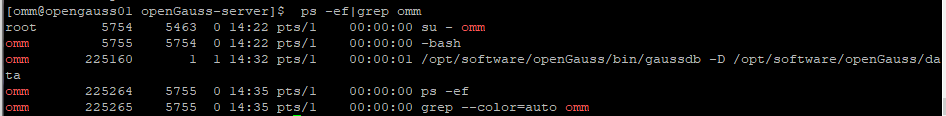 [omm@opengauss01 openGauss-server]$  ps -ef|grep omm
root        5754    5463  0 14:22 pts/1    00:00:00 su - omm
omm         5755    5754  0 14:22 pts/1    00:00:00 -bash
omm       225160       1  1 14:32 pts/1    00:00:01 /opt/software/openGauss/bin/gaussdb -D /opt/software/openGauss/da
ta
omm       225264    5755  0 14:35 pts/1    00:00:00 ps -ef
omm       225265    5755  0 14:35 pts/1    00:00:00 grep --color=auto omm